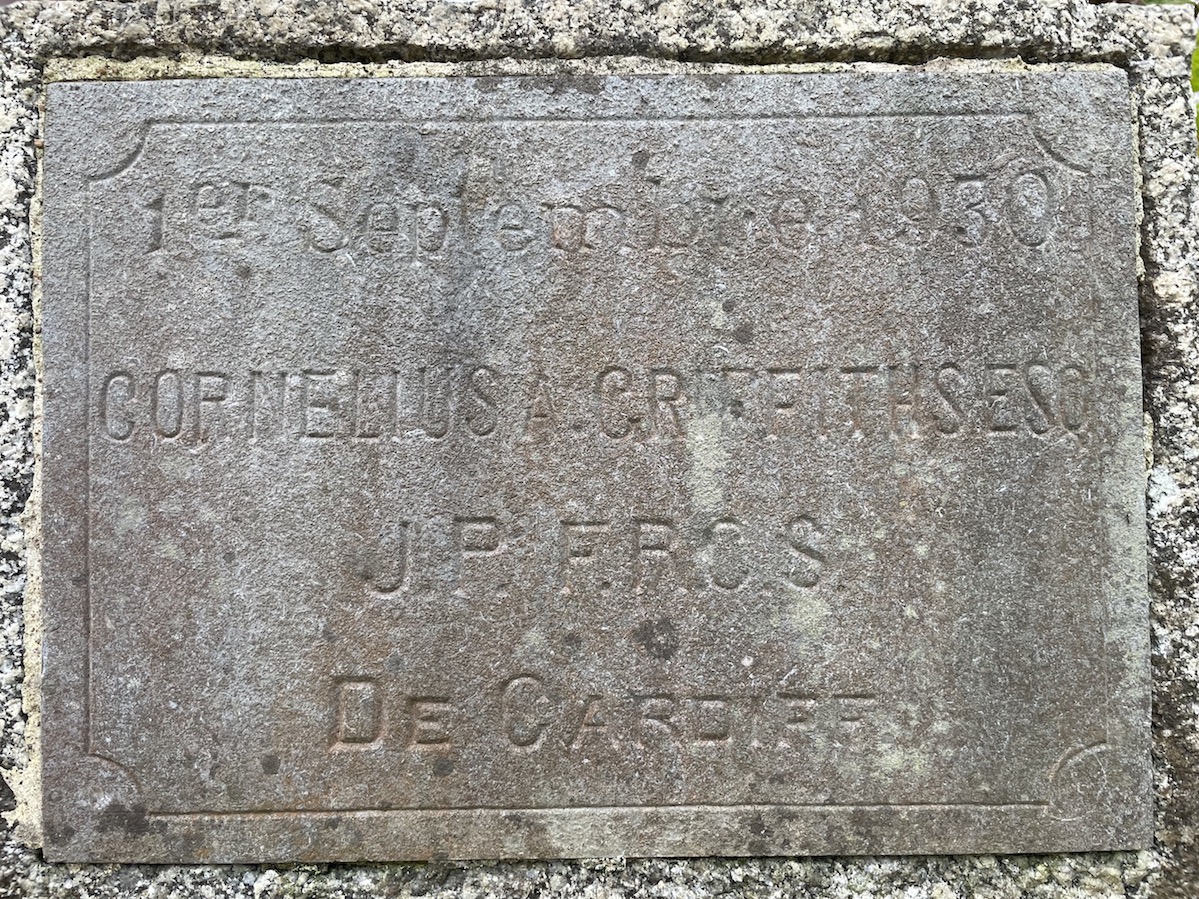 1er Septembre 1930
CORNELIUS A. GRIFFITHS ESQ
J.P. F.R.C.S.
DE CARDIFF